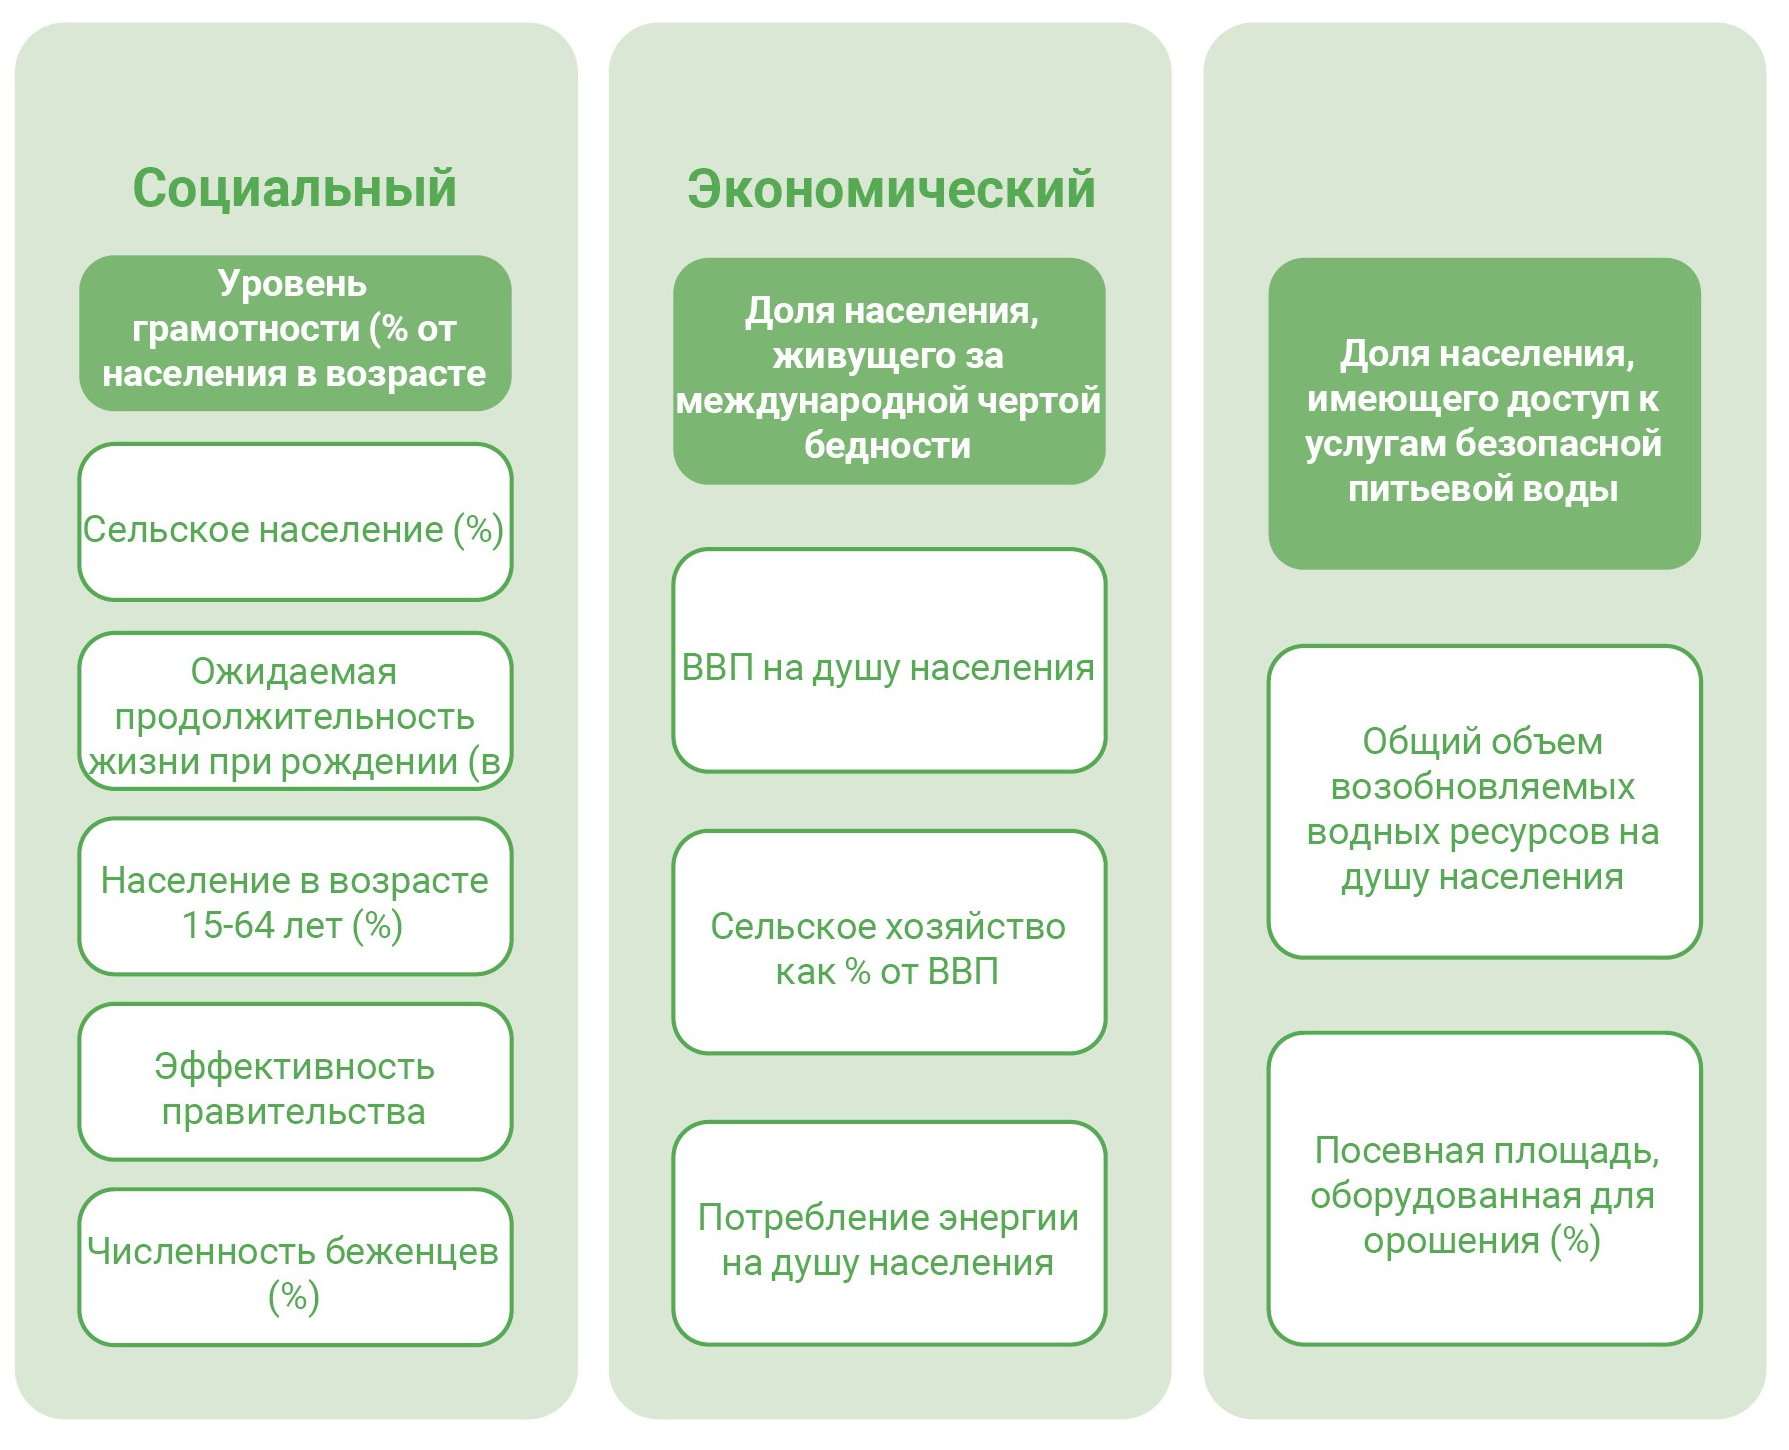 Социальный
Уровень
грамотности (% от
населения в возрасте
Сельское население (%)
Ожидаемая
продолжительность
жизни при рождении (в
Население в возрасте
15-64 лет (%)
Эффективность
правительства
Численность беженцев
(%)
Экономический
Доля населения,
живущего за
международной чертой
бедности
ВВП на душу населения
Сельское хозяйство
как % от ВВП
Потребление энергии
на душу населения
Доля населения,
имеющего доступ к
услугам безопасной
питьевой воды
Общий объем
возобновляемых
водных ресурсов на
душу населения
Посевная площадь,
оборудованная для
орошения (%)